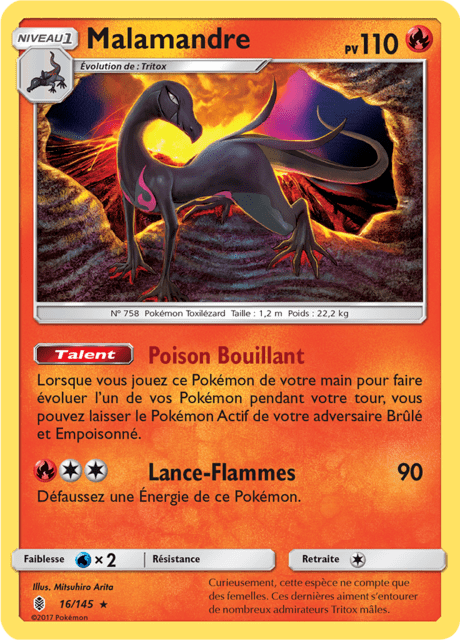 NIVEAU 1
Malamandre
PV 110
Évolution de : Tritox
Nº 758 Pokémon Toxilézard Taille : 1,2 m Poids : 22,2 kg
Talent Poison Bouillant
Lorsque vous jouez ce Pokémon de votre main pour faire
évoluer l'un de vos Pokémon pendant votre tour, vous
pouvez laisser le Pokémon Actif de votre adversaire Brûlé
et Empoisonné.
Lance-Flammes 90
Défaussez une Énergie de ce Pokémon.
Faiblesse ×2 Résistance Retraite
Illus. Mitsuhiro Arita
16/145 ★
©2017 Pokémon
Curieusement, cette espèce ne compte que
des femelles. Ces dernières aiment s'entourer
de nombreux admirateurs Tritox mâles.